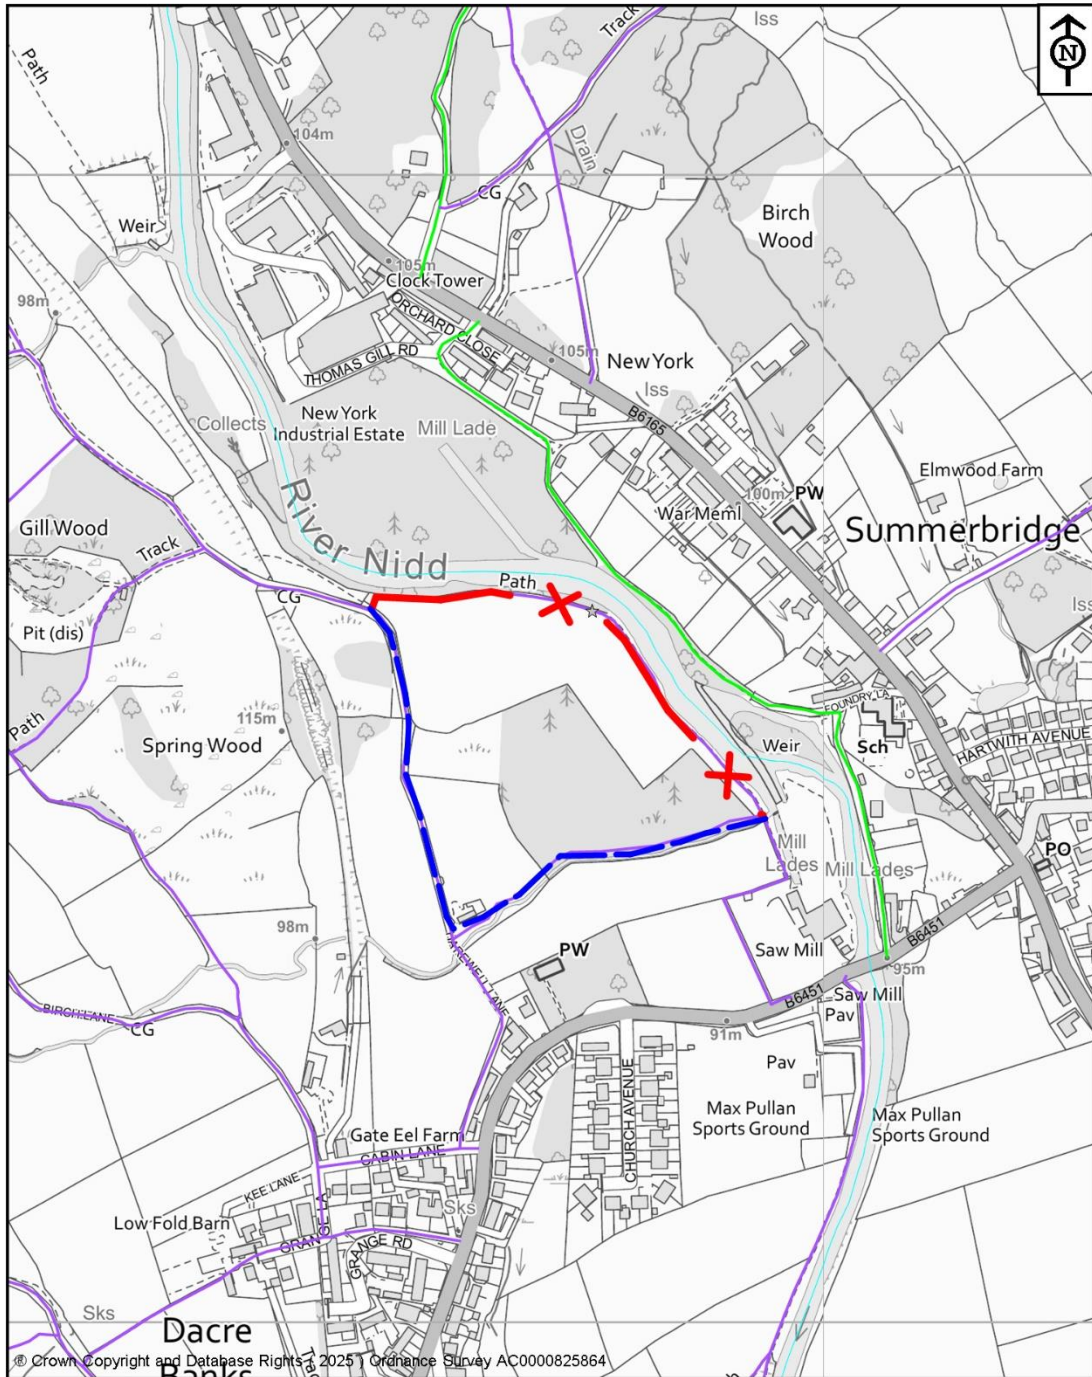 Iss
Track
N
Path
104m
Drain
CG
Birch
Wood
Weir
105m
Clock Tower
98m
ORCHARD CLOSE
105m
New York
THOMAS GILL RD
Iss
B6165
Collects
New York
Industrial Estate
Mill Lade
Elmwood Farm
100m
PW
War Meml
River Nidd
Summerbridge
Gill Wood
Track
Path
CG
Iss
Pit (dis)
FOUNDRY LA
Path
115m
Spring Wood
Weir
Sch
HARTWITH AVENUE
Mill
Lades
Mill Lades
PO
98m
HAREWELL LANE
PW
Saw Mill
B6451
95m
B6451
Saw Mill
Pav
BIRCH LANE
CG
91m
Pav
CHURCH AVENUE
Max Pullan
Sports Ground
Max Pullan
Sports Ground
Gate Eel Farm
CABIN LANE
KEE LANE
Low Fold Barn
GRANGE LA
Sks
GRANGE RD
Sks
Dacre
Banks
© Crown Copyright and Database Rights ( 2025 ) Ordnance Survey AC0000825864